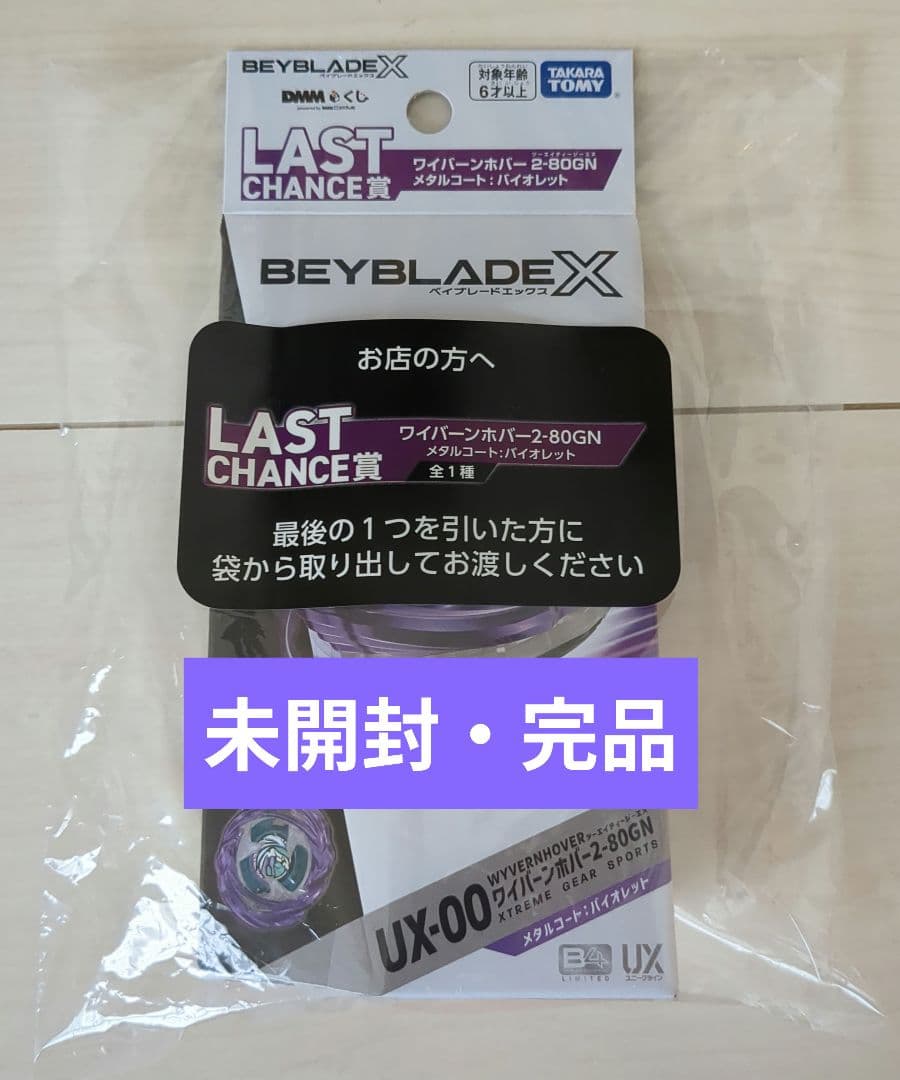 BEYBLADE X
ベイブレードエックス
対象年齢
6才以上
TAKARA
TOMY
DMMくじ
LAST
CHANCE賞
ワイバーンホバー 2-80GN
メタルコート:バイオレット
BEYBLADE X
ベイブレードエックス
お店の方へ
LAST
CHANCE賞
ワイバーンホバー2-80GN
メタルコート:バイオレット
全1種
最後の1つを引いた方に
袋から取り出してお渡しください
未開封・完品
UX-00
WYVERNHOVER
ワイバーンホバー2-80GN
XTREME GEAR SPORTS
メタルコート:バイオレット
B4
LIMITED
UX
ユニークライン